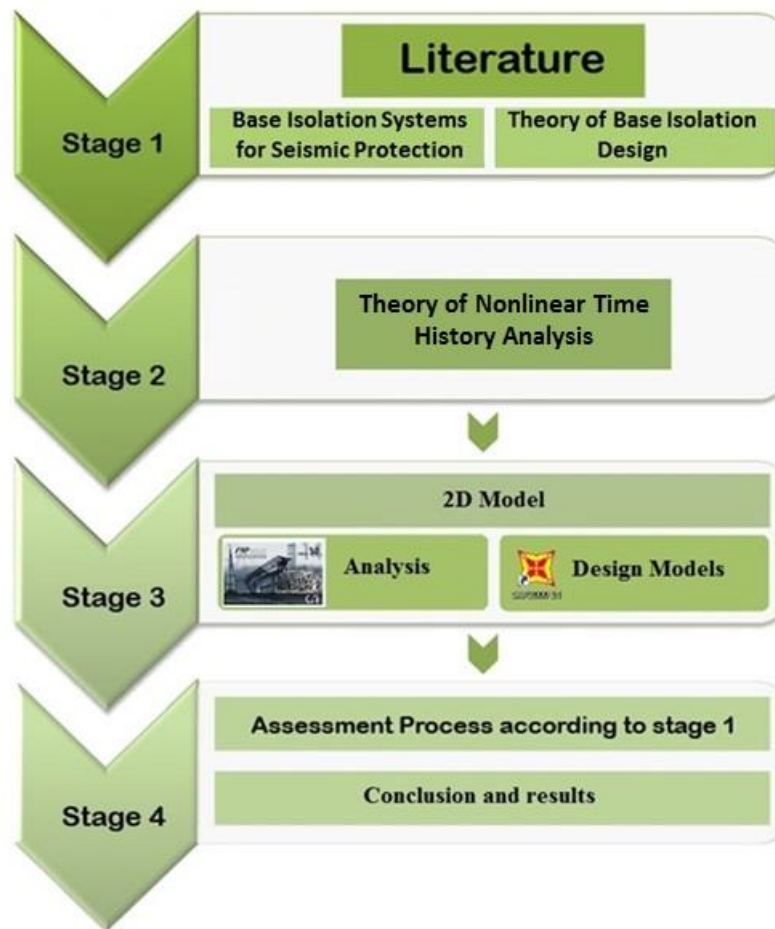 Stage 1
Literature
Base Isolation Systems
for Seismic Protection
Theory of Base Isolation
Design
Stage 2
Theory of Nonlinear Time
History Analysis
Stage 3
2D Model
Analysis
Design Models
Stage 4
Assessment Process according to stage 1
Conclusion and results